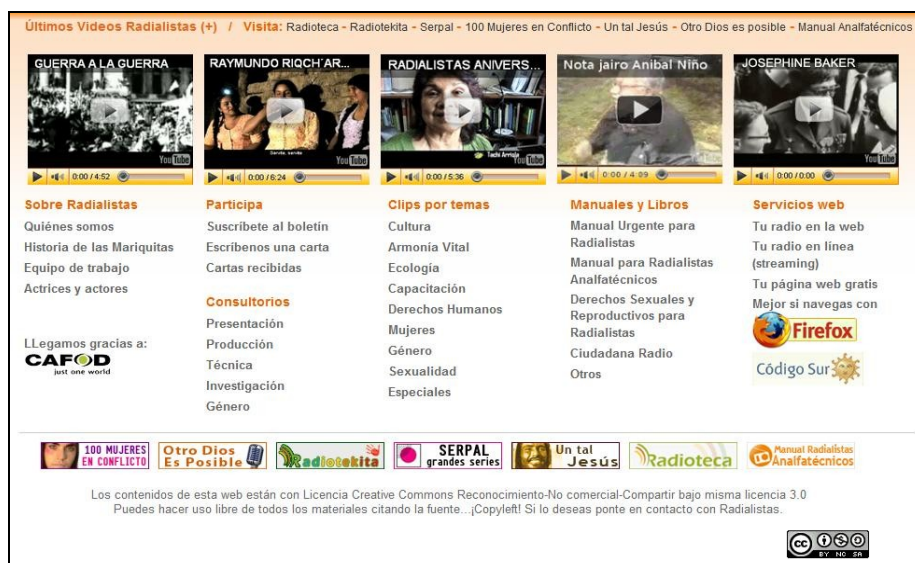 Últimos Videos Radialistas (+) / Visita: Radioteca - Radiotekita - Serpal - 100 Mujeres en Conflicto - Un tal Jesús - Otro Dios es posible - Manual Analfatécnicos
GUERRA A LA GUERRA
YouTube
0:00 / 4:52
RAYMUNDO RIQCH´AR...
YouTube
0:00 / 6:24
RADIALISTAS ANIVERS...
Tachi Arriola
YouTube
0:00 / 5:36
Nota jairo Anibal Niño
YouTube
0:00 / 4:09
JOSEPHINE BAKER
YouTube
0:00 / 0:00
Sobre Radialistas
Quiénes somos
Historia de las Mariquitas
Equipo de trabajo
Actrices y actores
LLegamos gracias a:
CAFOD
just one world
Participa
Suscríbete al boletín
Escríbenos una carta
Cartas recibidas
Consultorios
Presentación
Producción
Técnica
Investigación
Género
Clips por temas
Cultura
Armonía Vital
Ecología
Capacitación
Derechos Humanos
Mujeres
Género
Sexualidad
Especiales
Manuales y Libros
Manual Urgente para
Radialistas
Manual para Radialistas
Analfatécnicos
Derechos Sexuales y
Reproductivos para
Radialistas
Ciudadana Radio
Otros
Servicios web
Tu radio en la web
Tu radio en línea
(streaming)
Tu página web gratis
Mejor si navegas con
Firefox
Código Sur
100 MUJERES
EN CONFLICTO
Otro Dios
Es Posible
Radiotekita
SERPAL
grandes series
Un tal
Jesús
Radioteca
Manual Radialistas
Analfatécnicos
Los contenidos de esta web están con Licencia Creative Commons Reconocimiento-No comercial-Compartir bajo misma licencia 3.0
Puedes hacer uso libre de todos los materiales citando la fuente...¡Copyleft! Si lo deseas ponte en contacto con Radialistas.
cc
BY NC SA